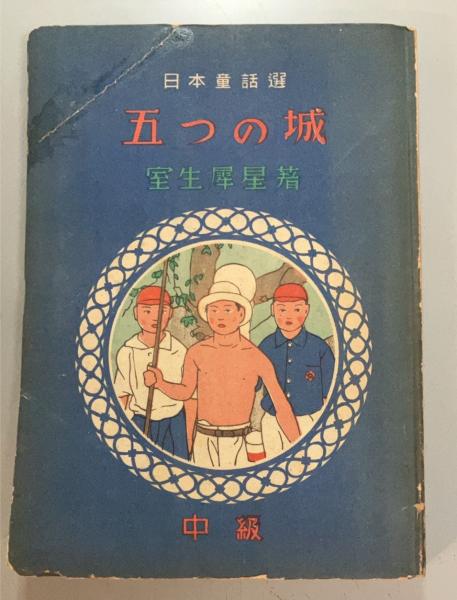 日本童話選
五つの城
室生犀星著
中級